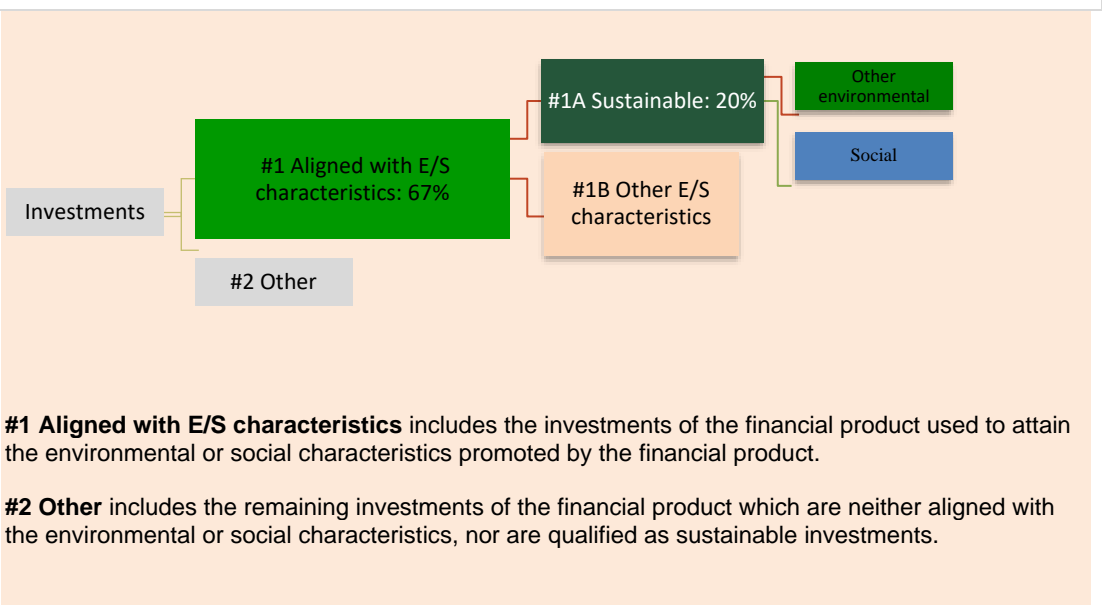 Investments
#1 Aligned with E/S
characteristics: 67%
#2 Other
#1A Sustainable: 20%
#1B Other E/S
characteristics
Other
environmental
Social
#1 Aligned with E/S characteristics includes the investments of the financial product used to attain
the environmental or social characteristics promoted by the financial product.
#2 Other includes the remaining investments of the financial product which are neither aligned with
the environmental or social characteristics, nor are qualified as sustainable investments.